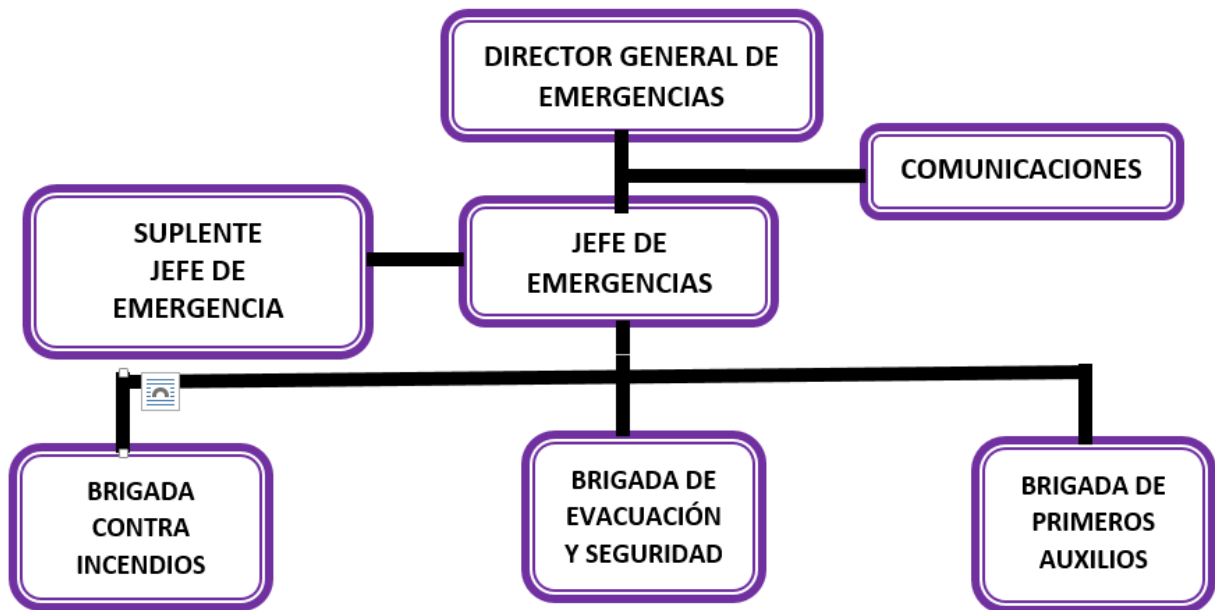 DIRECTOR GENERAL DE
EMERGENCIAS
COMUNICACIONES
SUPLENTE
JEFE DE
EMERGENCIA
JEFE DE
EMERGENCIAS
BRIGADA
CONTRA
INCENDIOS
BRIGADA DE
EVACUACIÓN
Y SEGURIDAD
BRIGADA DE
PRIMEROS
AUXILIOS